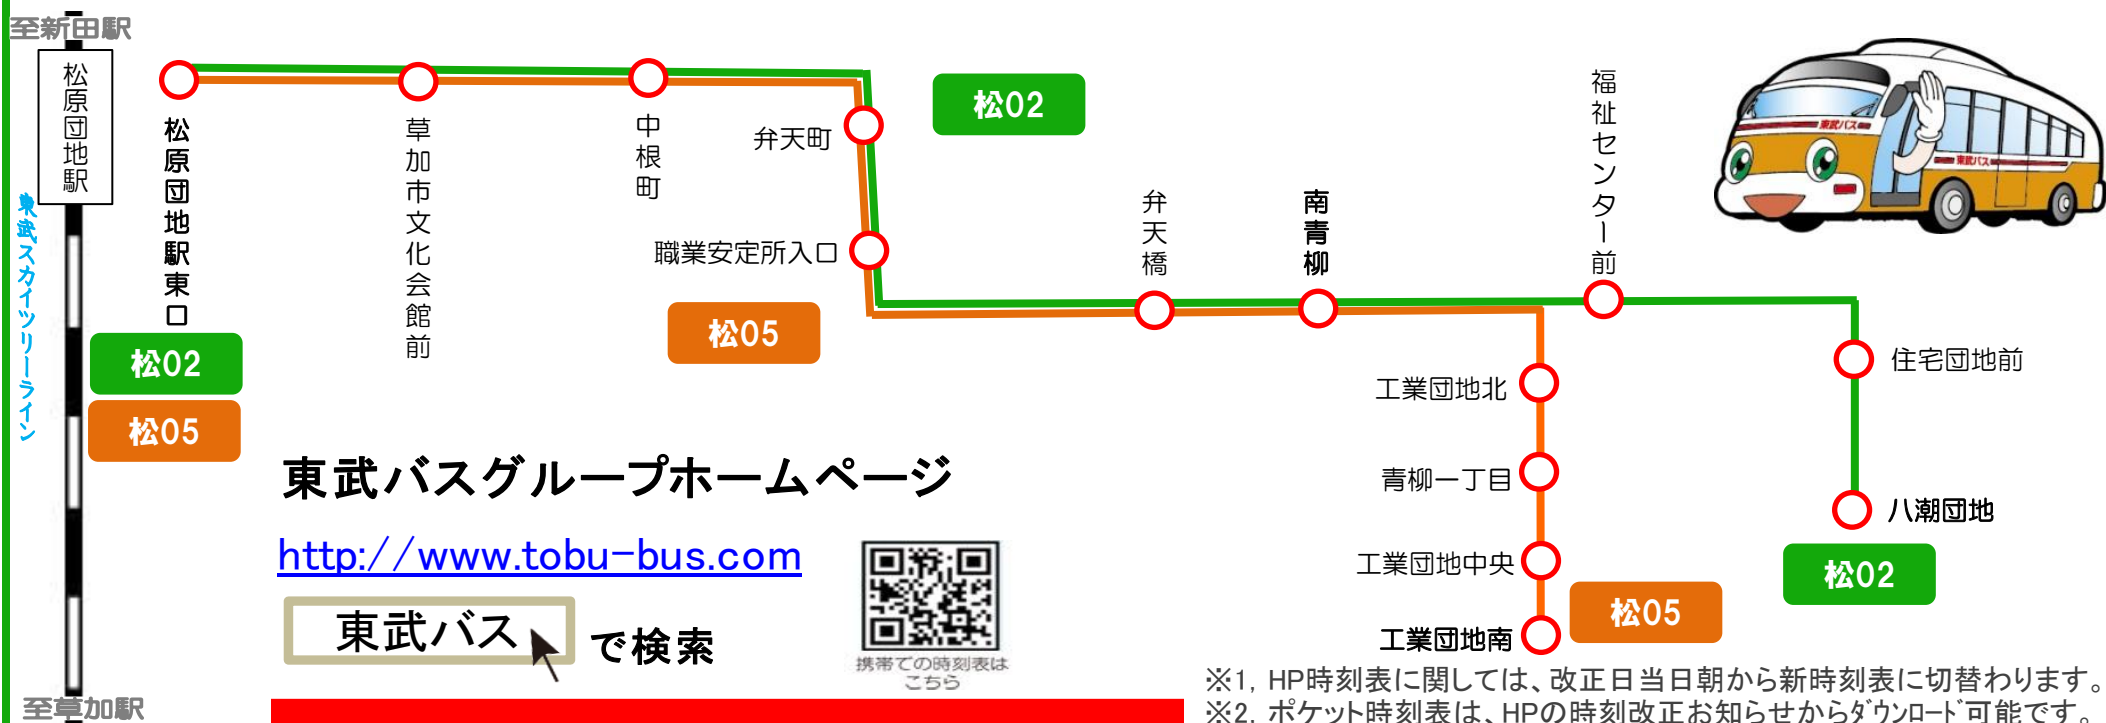 至新田駅
松原団地駅
東武スカイツリーライン
至草加駅
松原団地駅東口
松02
松05
草加市文化会館前
中根町
弁天町
職業安定所入口
松02
松05
弁天橋
南青柳
福祉センター前
東武バス
東武バス
工業団地北
青柳一丁目
工業団地中央
工業団地南
松05
住宅団地前
八潮団地
松02
東武バスグループホームページ
http://www.tobu-bus.com
東武バス で検索
携帯での時刻表は
こちら
※1, HP時刻表に関しては、改正日当日朝から新時刻表に切替わります。
※2, ポケット時刻表は、HPの時刻改正お知らせからダウンロード可能です。